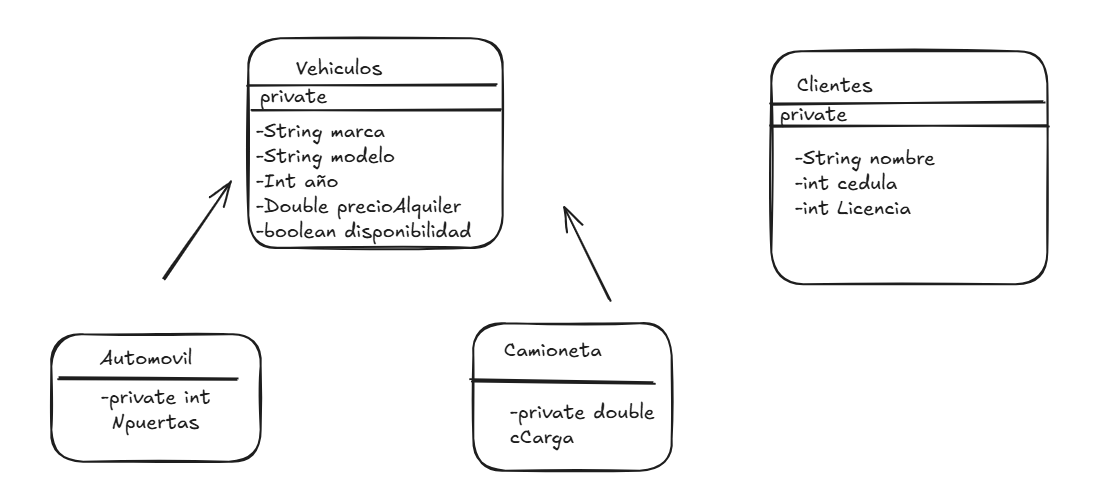 Vehiculos
private
-String marca
-String modelo
-Int año
-Double precioAlquiler
-boolean disponibilidad
Clientes
private
-String nombre
-int cedula
-int Licencia
Automovil
-private int
Npuertas
Camioneta
-private double
cCarga